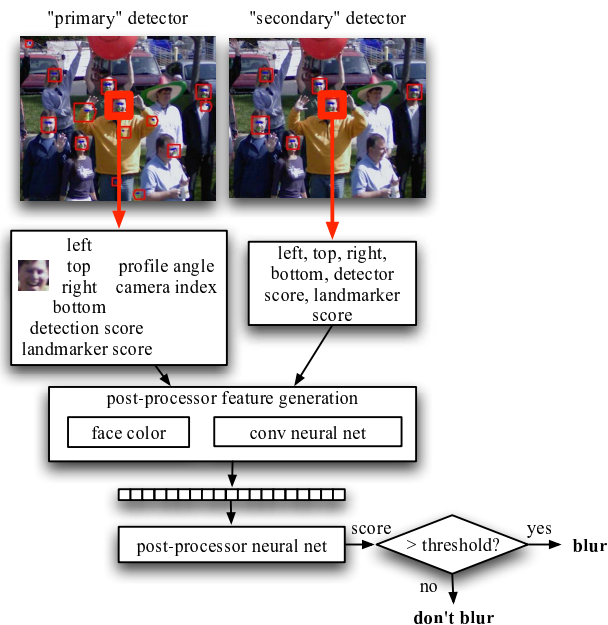 "primary" detector
"secondary" detector
left
top
right
bottom
profile angle
camera index
detection score
landmarker score
left, top, right,
bottom, detector
score, landmarker
score
post-processor feature generation
face color
conv neural net
post-processor neural net
score
> threshold?
yes
blur
no
don't blur